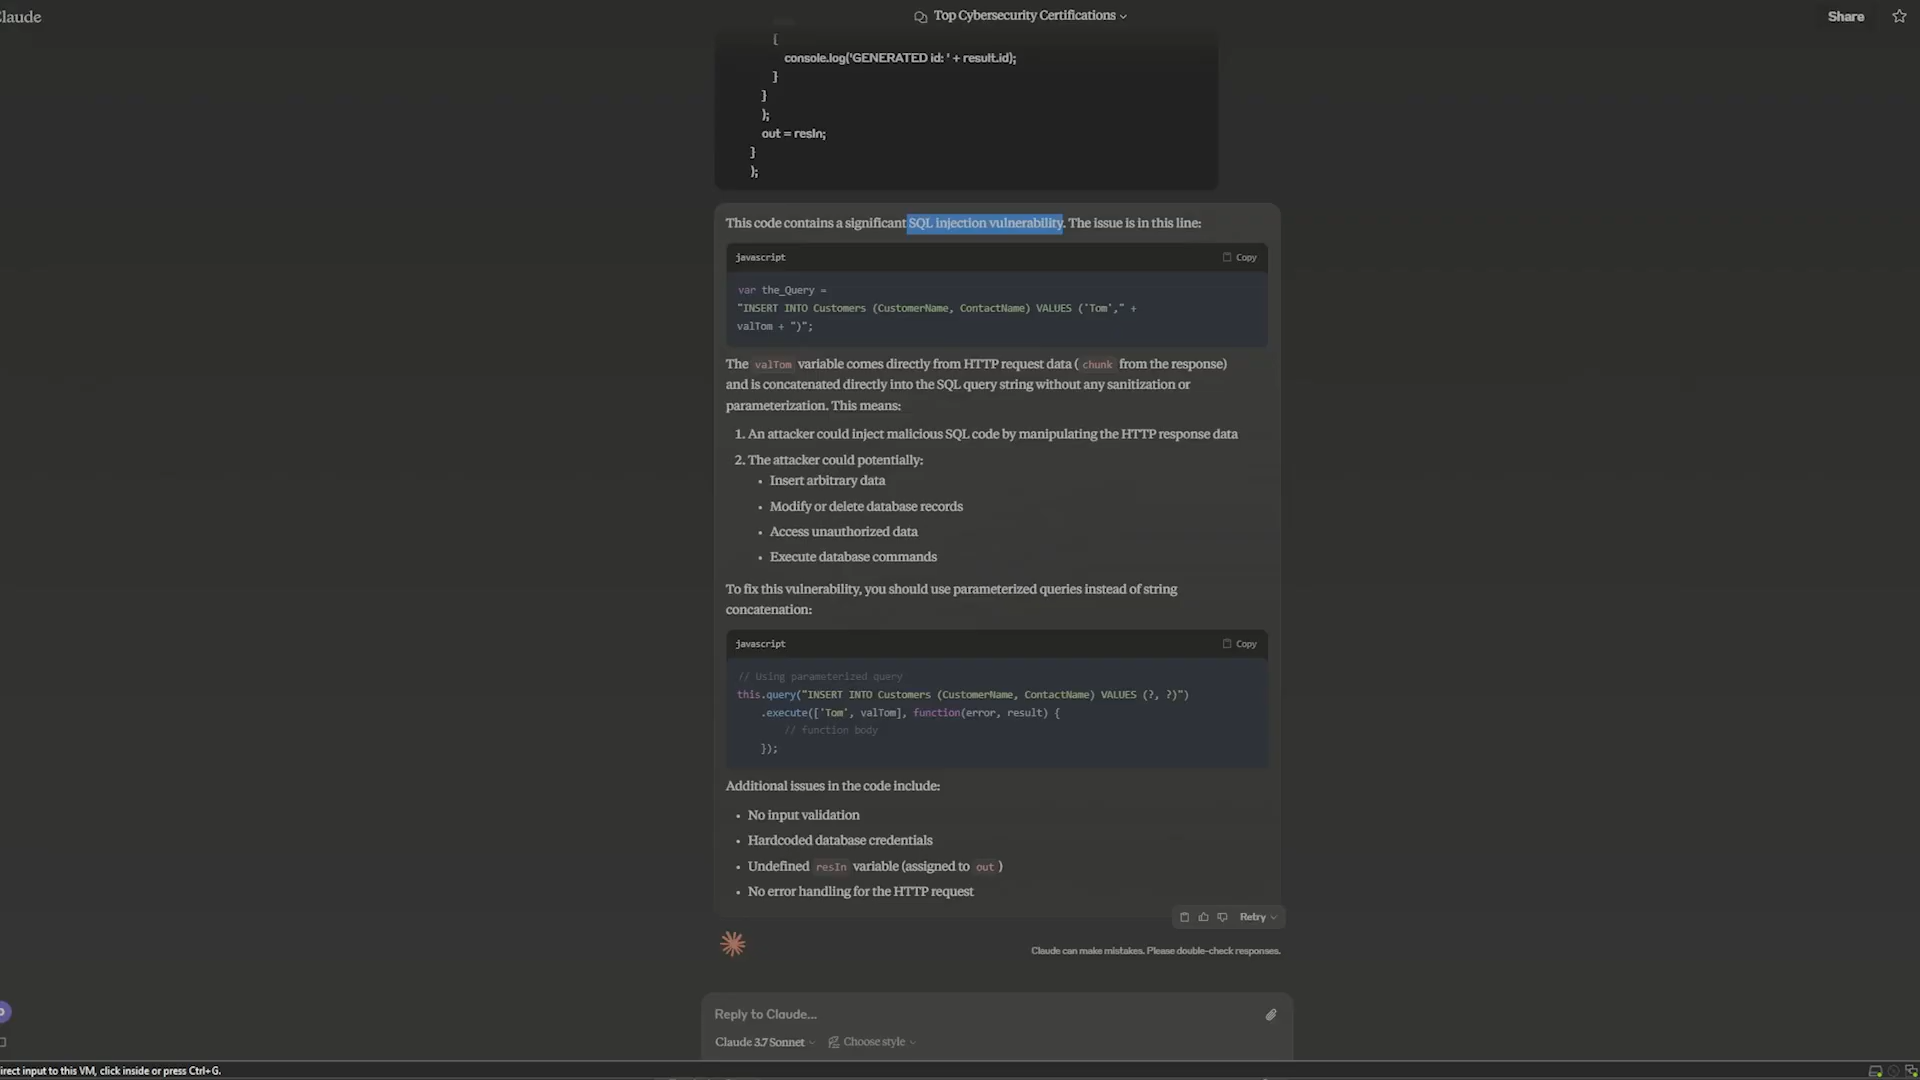 Claude
Top Cybersecurity Certifications
Share
{
console.log('GENERATED id: ' + result.id);
}
}
);
out = resIn;
}
);
This code contains a significant SQL injection vulnerability. The issue is in this line:
javascript
Copy
var the_Query =
"INSERT INTO Customers (CustomerName, ContactName) VALUES ('Tom'," +
valTom + ")";
The valTom variable comes directly from HTTP request data ( chunk from the response)
and is concatenated directly into the SQL query string without any sanitization or
parameterization. This means:
1. An attacker could inject malicious SQL code by manipulating the HTTP response data
2. The attacker could potentially:
• Insert arbitrary data
• Modify or delete database records
• Access unauthorized data
• Execute database commands
To fix this vulnerability, you should use parameterized queries instead of string
concatenation:
javascript
Copy
// Using parameterized query
this.query("INSERT INTO Customers (CustomerName, ContactName) VALUES (?, ?)")
.execute(['Tom', valTom], function(error, result) {
// function body
});
Additional issues in the code include:
• No input validation
• Hardcoded database credentials
• Undefined resIn variable (assigned to out )
• No error handling for the HTTP request
Retry
Claude can make mistakes. Please double-check responses.
Reply to Claude...
Claude 3.7 Sonnet
Choose style
irect input to this VM, click inside or press Ctrl+G.